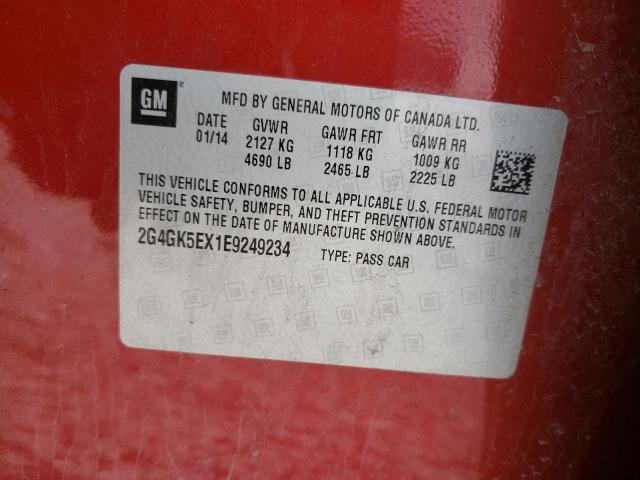 GM ®
MFD BY GENERAL MOTORS OF CANADA LTD.
DATE GVWR GAWR FRT GAWR RR
01/14 2127 KG 1118 KG 1009 KG
4690 LB 2465 LB 2225 LB
THIS VEHICLE CONFORMS TO ALL APPLICABLE U.S. FEDERAL MOTOR
VEHICLE SAFETY, BUMPER, AND THEFT PREVENTION STANDARDS IN
EFFECT ON THE DATE OF MANUFACTURE SHOWN ABOVE.
2G4GK5EX1E9249234 TYPE: PASS CAR